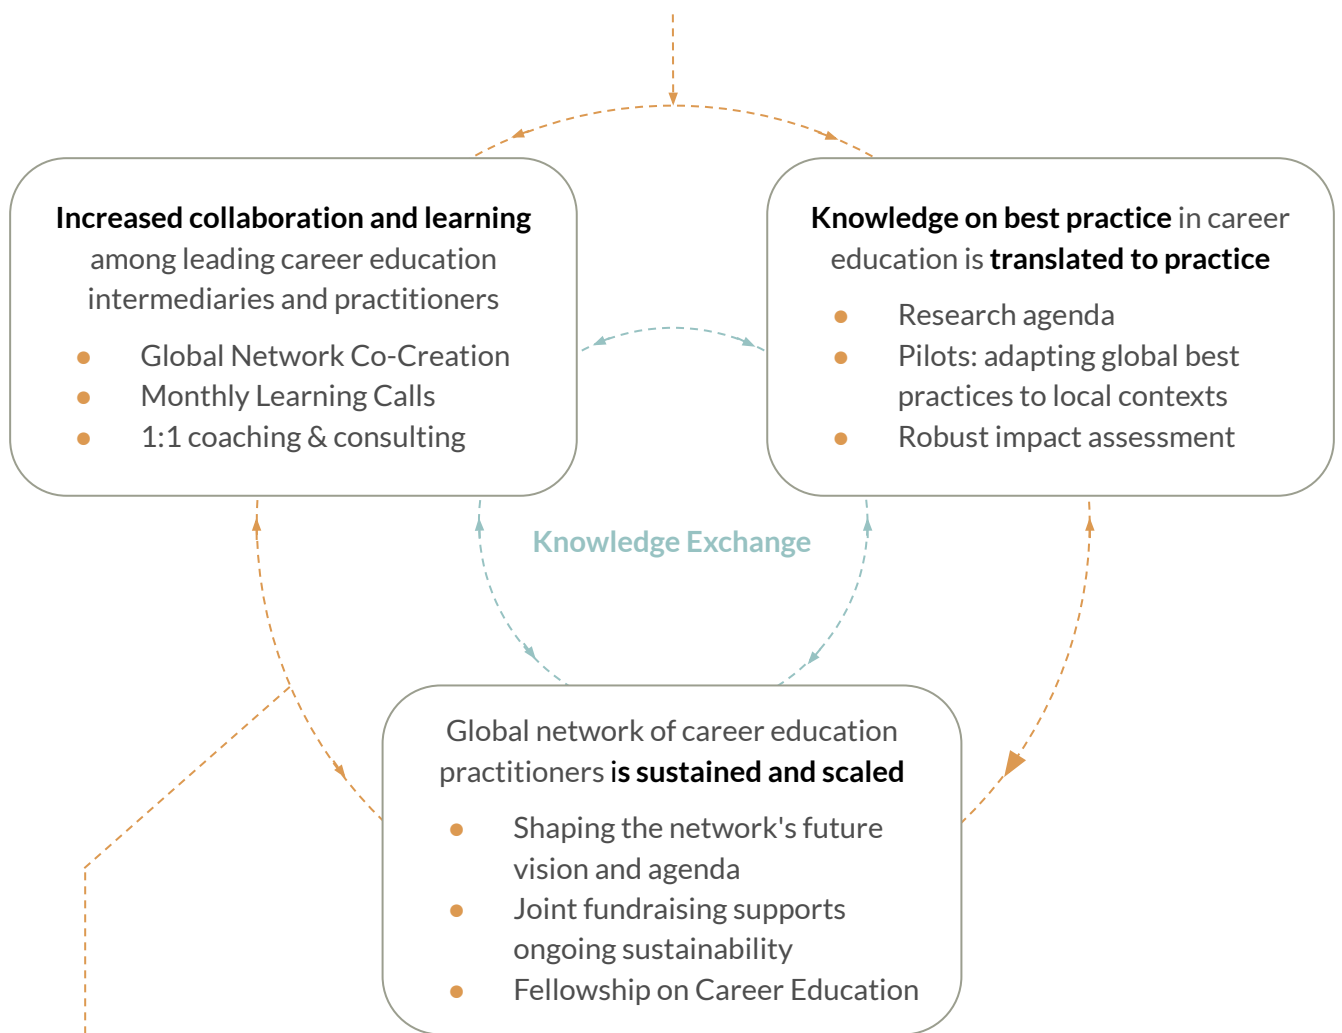 Increased collaboration and learning
among leading career education
intermediaries and practitioners
● Global Network Co-Creation
● Monthly Learning Calls
● 1:1 coaching & consulting
Knowledge on best practice in career
education is translated to practice
● Research agenda
● Pilots: adapting global best
practices to local contexts
● Robust impact assessment
Knowledge Exchange
Global network of career education
practitioners is sustained and scaled
● Shaping the network's future
vision and agenda
● Joint fundraising supports
ongoing sustainability
● Fellowship on Career Education